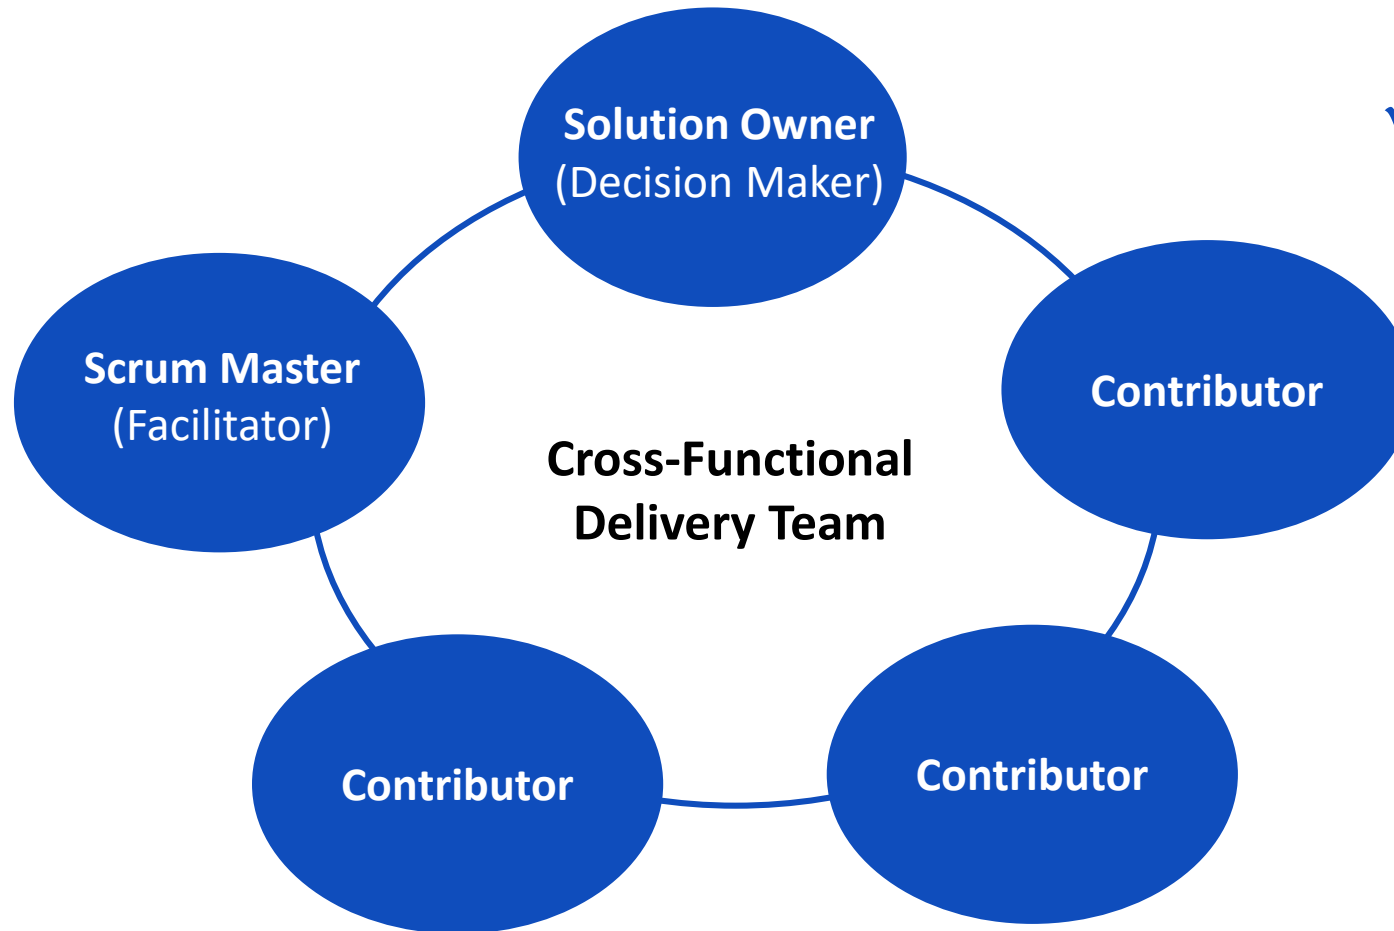 Solution Owner
(Decision Maker)
Scrum Master
(Facilitator)
Contributor
Cross-Functional
Delivery Team
Contributor
Contributor